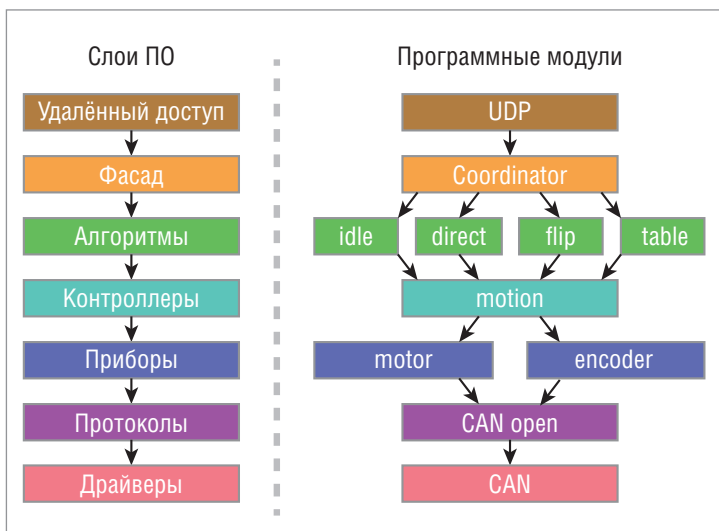 Слои ПО
Программные модули
Удалённый доступ
UDP
Фасад
Coordinator
Алгоритмы
idle
direct
flip
table
Контроллеры
motion
Приборы
motor
encoder
Протоколы
CAN open
Драйверы
CAN